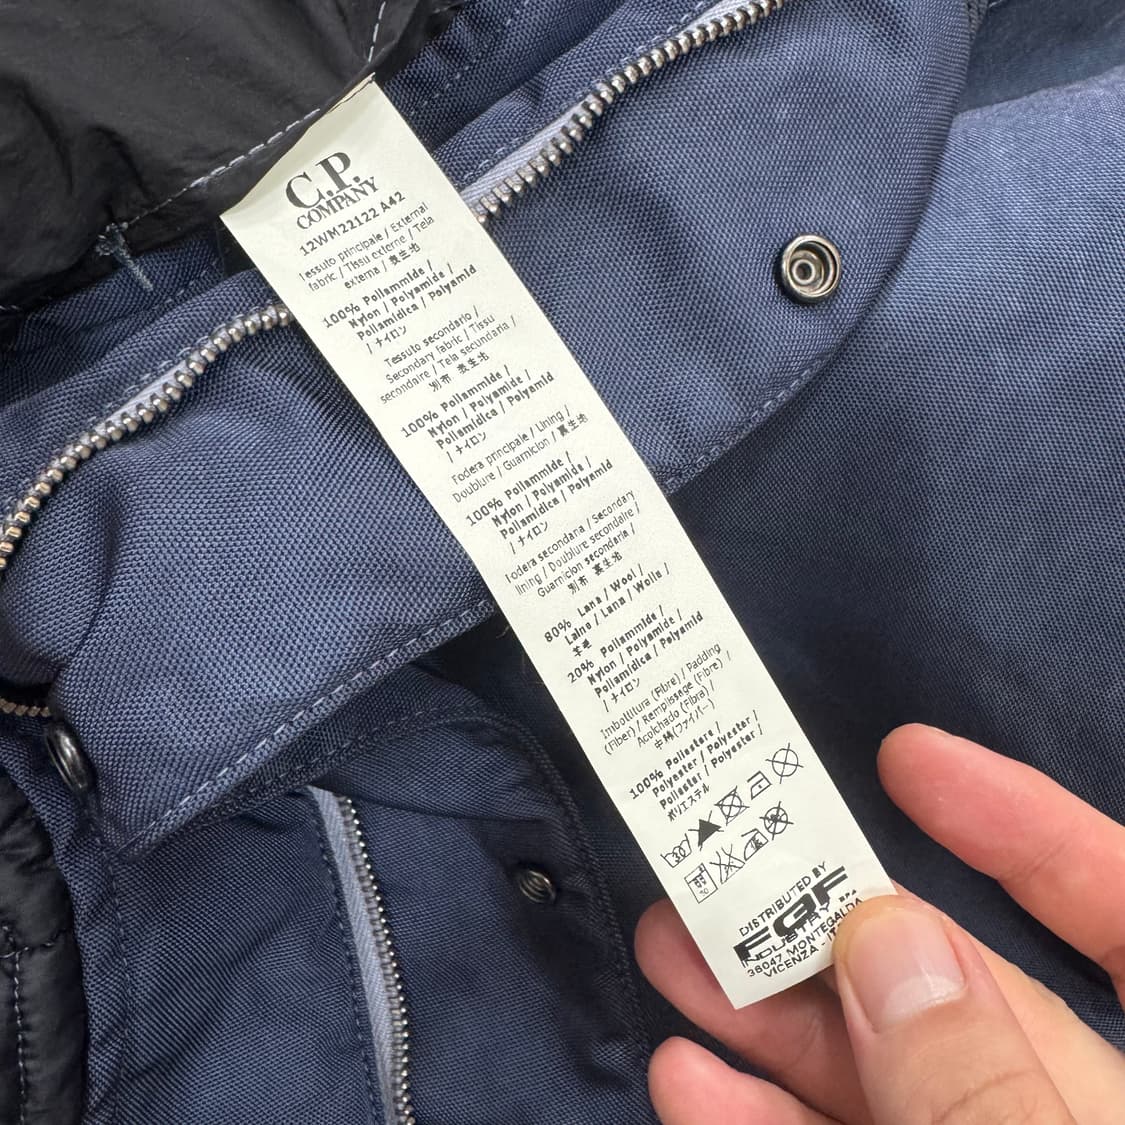 C.P.
COMPANY
12WM22122 A42
Tessuto principale / External
fabric / Tissu externe / Tela
externa / 表生地
100% Poliammide /
Nylon / Polyamide /
Poliamidica / Polyamid
/ ナイロン
Tessuto secondario /
Secondary fabric / Tissu
secondaire / Tela secundaria /
別布 表生地
100% Poliammide /
Nylon / Polyamide /
Poliamidica / Polyamid
/ ナイロン
Fodera principale / Lining /
Doublure / Guarnicion /裏生地
100% Poliammide /
Nylon / Polyamide /
Poliamidica / Polyamid
/ ナイロン
Fodera secondaria / Secondary
lining / Doublure secondaire /
Guarnicion secondaria /
別布 裏生地
80% Lana / Wool /
Laine / Lana / Wolle /
羊毛
20% Poliammide /
Nylon / Polyamide /
Poliamidica / Polyamid
/ ナイロン
Imbottitura (Fibre) / Padding
(Fiber) / Remplissage (Fibre) /
Acolchado (Fibra) /
中綿(ファイバー)
100% Poliestere /
Polyester / Polyester /
Poliester / Polyester /
ポリエステル
30
DISTRIBUTED BY
FGF
INDUSTRY
36047 MONTEGALDA
VICENZA -